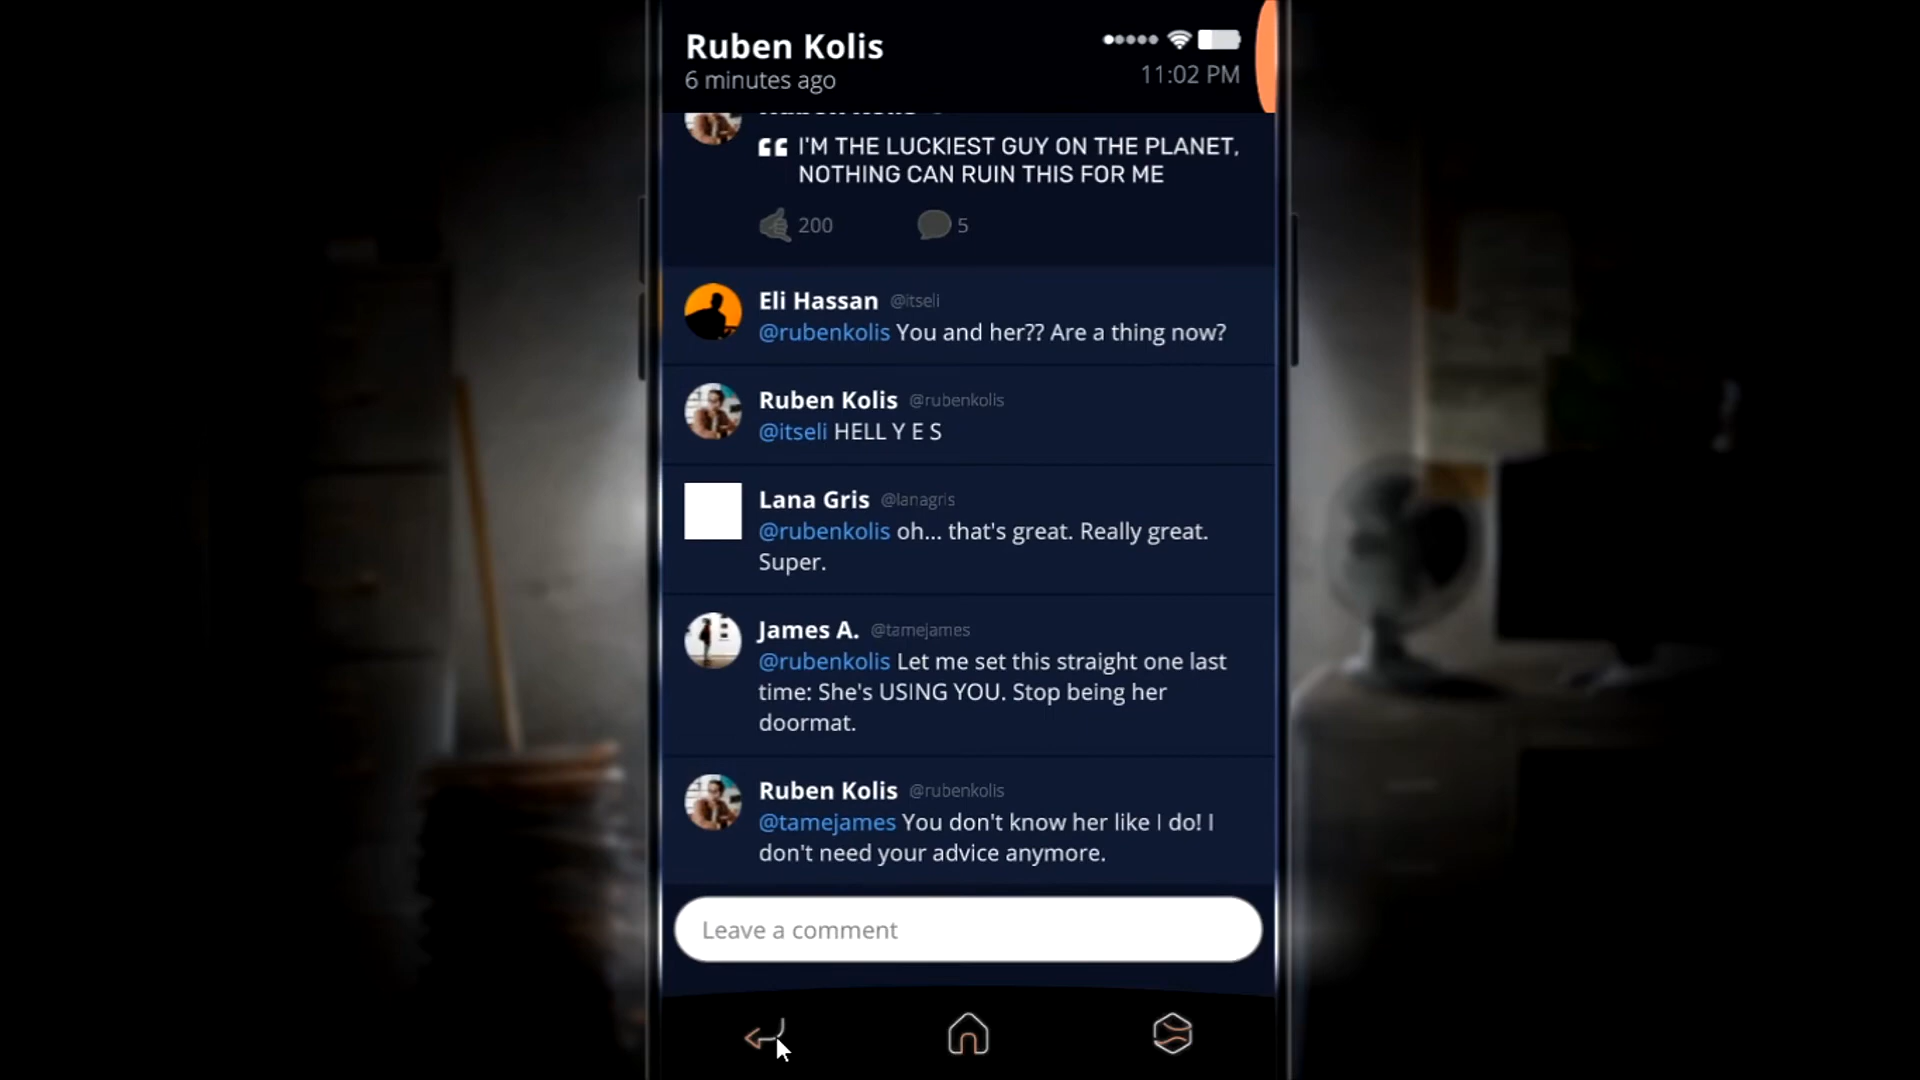 Ruben Kolis
6 minutes ago
11:02 PM
I'M THE LUCKIEST GUY ON THE PLANET,
NOTHING CAN RUIN THIS FOR ME
200
5
Eli Hassan @itseli
@rubenkolis You and her?? Are a thing now?
Ruben Kolis @rubenkolis
@itseli HELL Y E S
Lana Gris @lanagris
@rubenkolis oh... that's great. Really great.
Super.
James A. @tamejames
@rubenkolis Let me set this straight one last
time: She's USING YOU. Stop being her
doormat.
Ruben Kolis @rubenkolis
@tamejames You don't know her like I do! I
don't need your advice anymore.
Leave a comment